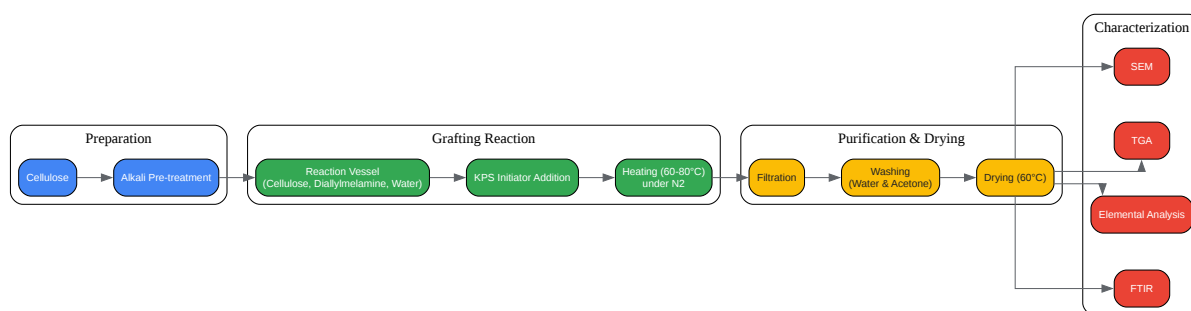 Preparation
Cellulose
Alkali Pre-treatment
Grafting Reaction
Reaction Vessel
(Cellulose, Diallylmelamine, Water)
KPS Initiator Addition
Heating (60-80°C)
under N2
Purification & Drying
Filtration
Washing
(Water & Acetone)
Drying (60°C)
Characterization
SEM
TGA
Elemental Analysis
FTIR